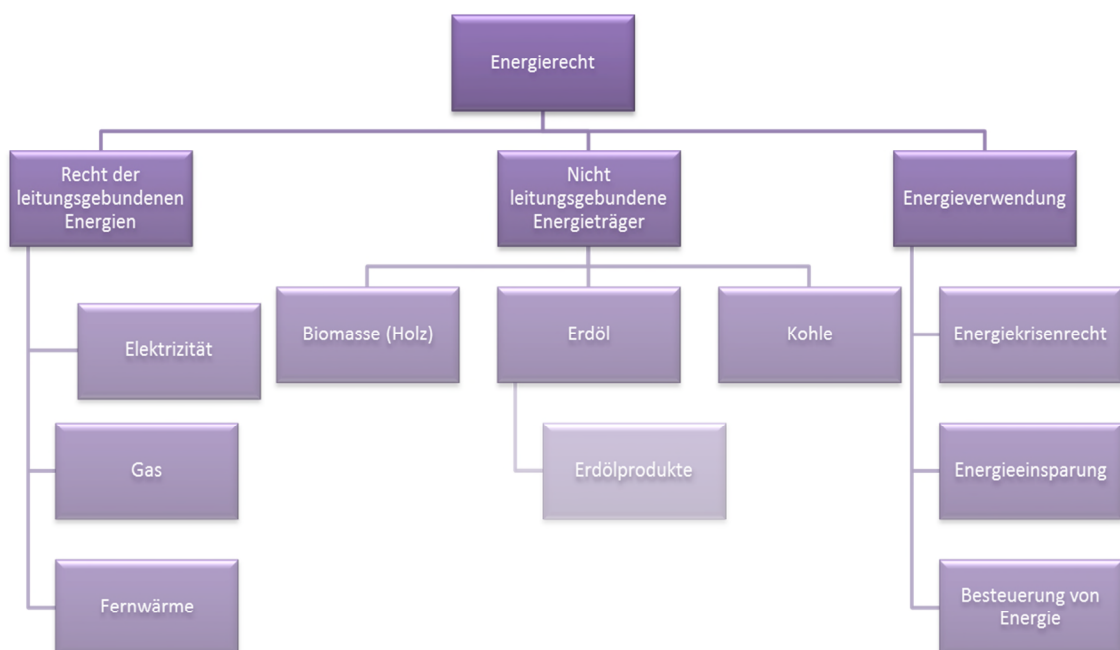 Energierecht
Recht der
leitungsgebundenen
Energien
Nicht
leitungsgebundene
Energieträger
Energieverwendung
Elektrizität
Gas
Fernwärme
Biomasse (Holz)
Erdöl
Kohle
Erdölprodukte
Energiekrisenrecht
Energieeinsparung
Besteuerung von
Energie